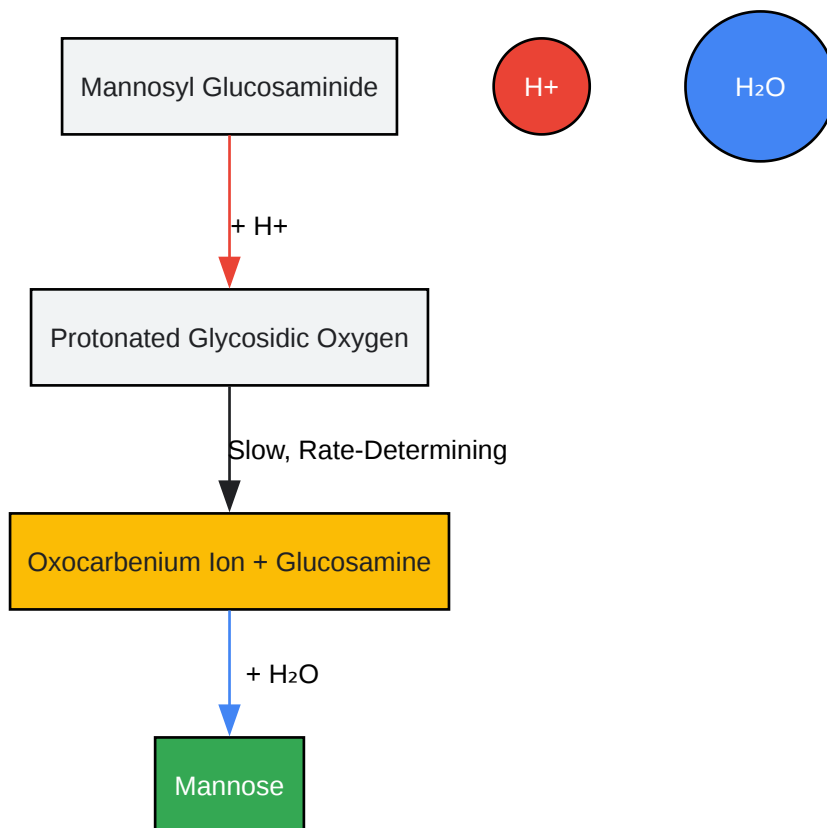 Mannosyl Glucosaminide
H+
H₂O
+ H+
Protonated Glycosidic Oxygen
Slow, Rate-Determining
Oxocarbenium Ion + Glucosamine
+ H₂O
Mannose